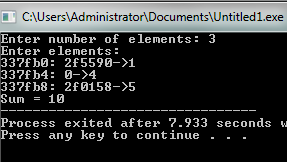 C:\Users\Administrator\Documents\Untitled1.exe
Enter number of elements: 3
Enter elements:
337fb0: 2f5590->1
337fb4: 0->4
337fb8: 2f0158->5
Sum = 10
--------------------------------
Process exited after 7.933 seconds w
Press any key to continue . . .